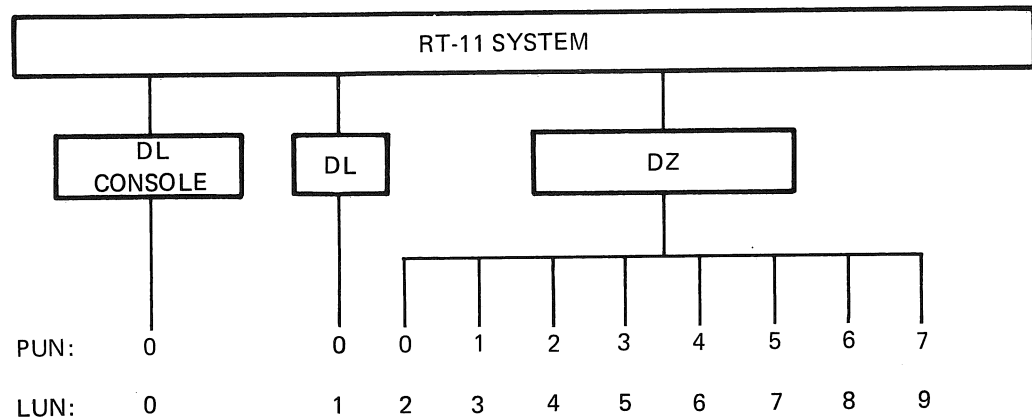 RT-11 SYSTEM
DL
CONSOLE
DL
DZ
PUN: 0 0 0 1 2 3 4 5 6 7
LUN: 0 1 2 3 4 5 6 7 8 9